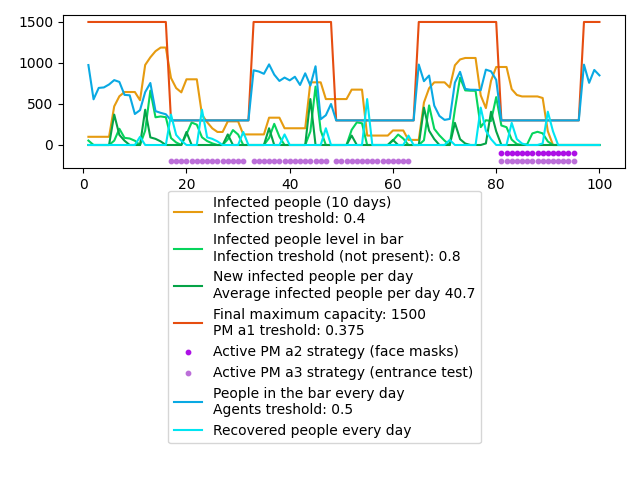 1500
1000
500
0
0 20 40 60 80 100
Infected people (10 days)
Infection treshold: 0.4
Infected people level in bar
Infection treshold (not present): 0.8
New infected people per day
Average infected people per day 40.7
Final maximum capacity: 1500
PM a1 treshold: 0.375
Active PM a2 strategy (face masks)
Active PM a3 strategy (entrance test)
People in the bar every day
Agents treshold: 0.5
Recovered people every day